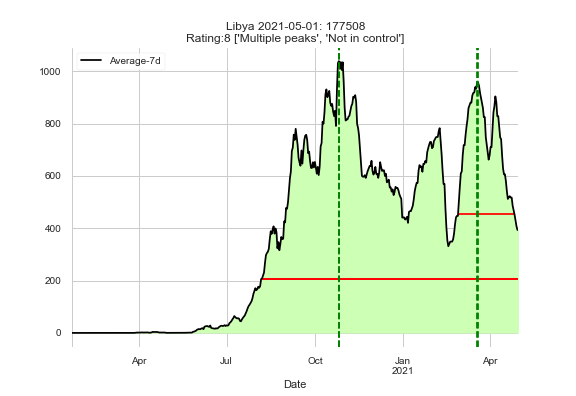 Libya 2021-05-01: 177508
Rating:8 ['Multiple peaks', 'Not in control']
Average-7d
1000
800
600
400
200
0
Apr
Jul
Oct
Jan
2021
Apr
Date